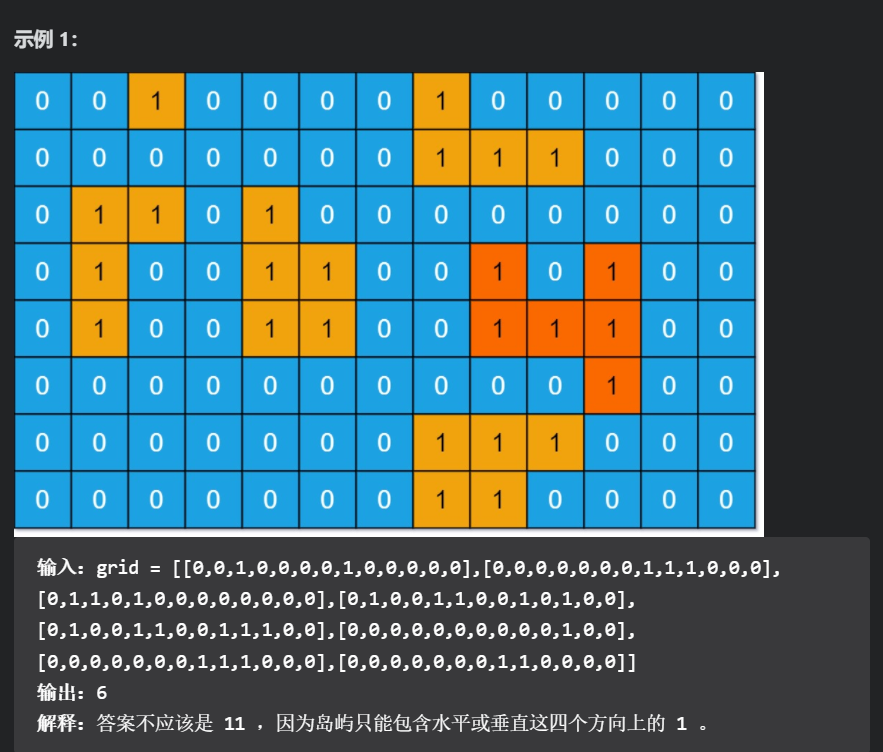 示例 1:
0 0 1 0 0 0 0 1 0 0 0 0 0
0 0 0 0 0 0 0 1 1 1 0 0 0
0 1 1 0 1 0 0 0 0 0 0 0 0
0 1 0 0 1 1 0 0 1 0 1 0 0
0 1 0 0 1 1 0 0 1 1 1 0 0
0 0 0 0 0 0 0 0 0 0 1 0 0
0 0 0 0 0 0 0 1 1 1 0 0 0
0 0 0 0 0 0 0 1 1 0 0 0 0
输入: grid = [[0,0,1,0,0,0,0,1,0,0,0,0,0],[0,0,0,0,0,0,0,1,1,1,0,0,0],
[0,1,1,0,1,0,0,0,0,0,0,0,0],[0,1,0,0,1,1,0,0,1,0,1,0,0],
[0,1,0,0,1,1,0,0,1,1,1,0,0],[0,0,0,0,0,0,0,0,0,0,1,0,0],
[0,0,0,0,0,0,0,1,1,1,0,0,0],[0,0,0,0,0,0,0,1,1,0,0,0,0]]
输出: 6
解释: 答案不应该是 11 ，因为岛屿只能包含水平或垂直这四个方向上的 1 。